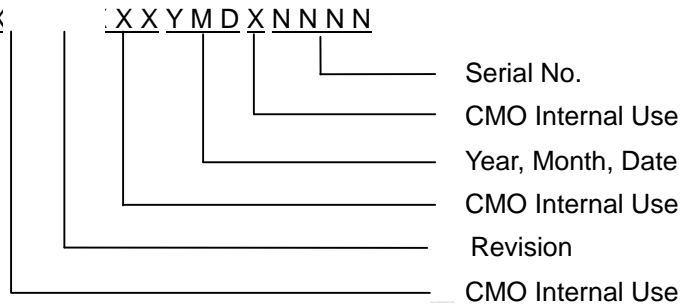 X X Y M D X N N N N
Serial No.
CMO Internal Use
Year, Month, Date
CMO Internal Use
Revision
CMO Internal Use